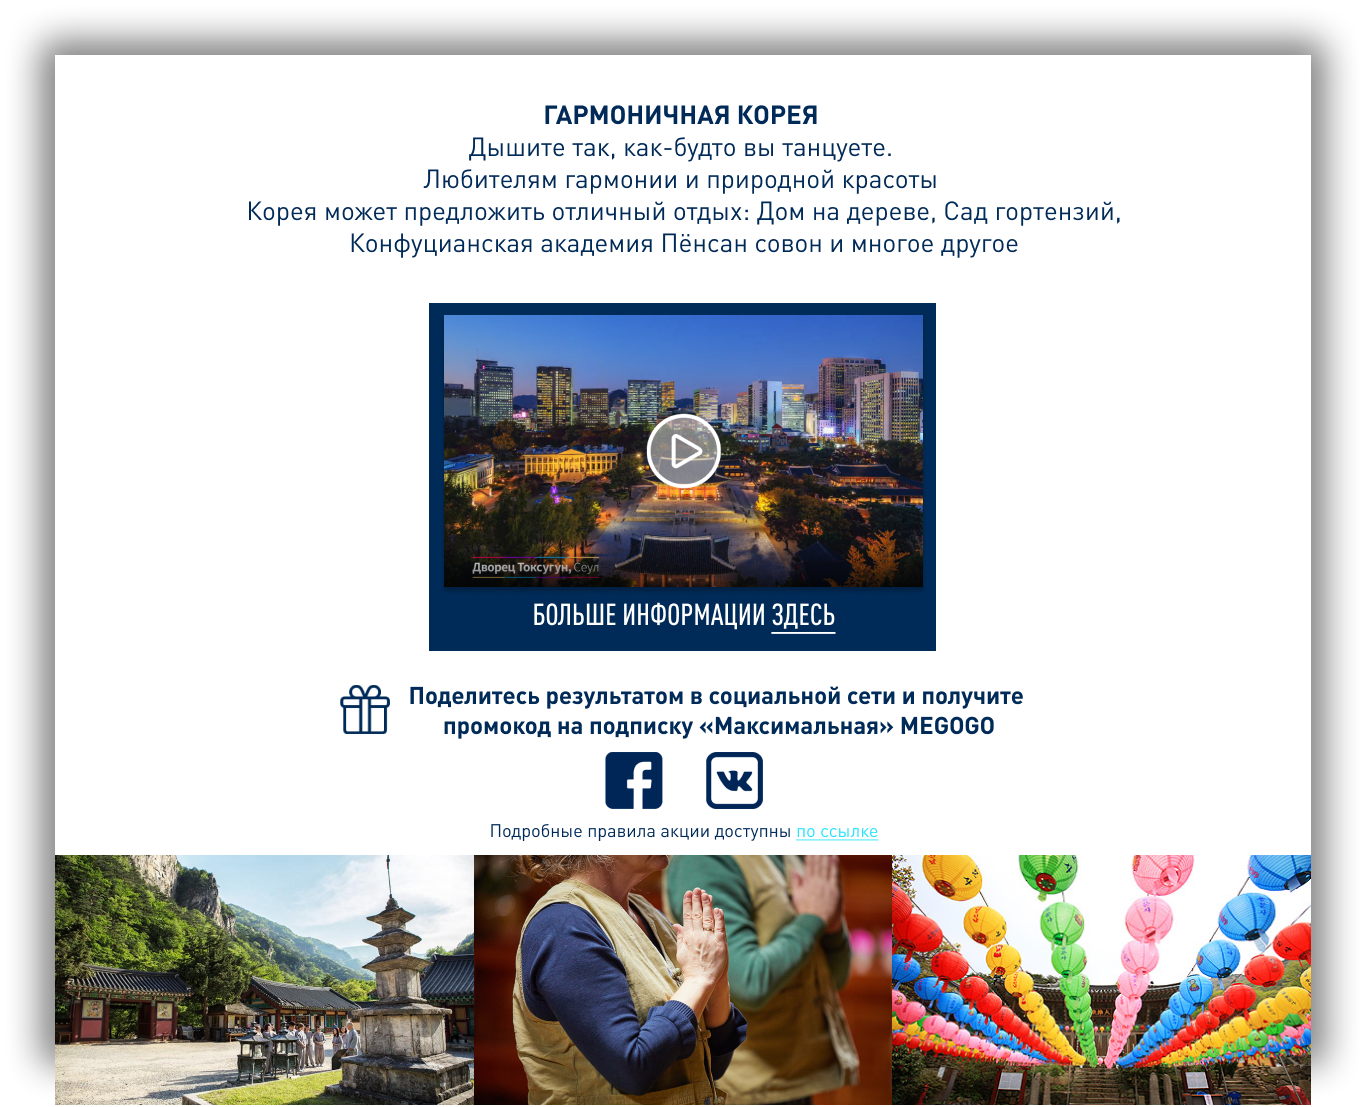 ГАРМОНИЧНАЯ КОРЕЯ
Дышите так, как-будто вы танцуете.
Любителям гармонии и природной красоты
Корея может предложить отличный отдых: Дом на дереве, Сад гортензий,
Конфуцианская академия Пёнсан совон и многое другое
Дворец Токсугун, Сеул
БОЛЬШЕ ИНФОРМАЦИИ ЗДЕСЬ
Поделитесь результатом в социальной сети и получите
промокод на подписку «Максимальная» MEGOGO
Подробные правила акции доступны по ссылке